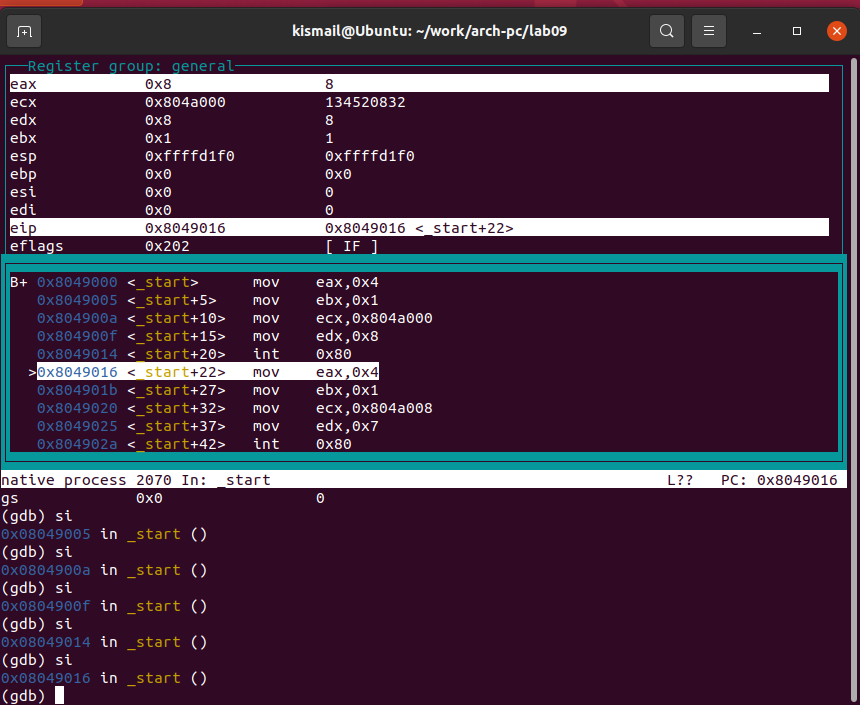 kismail@Ubuntu: ~/work/arch-pc/lab09
Register group: general
eax 0x8 8
ecx 0x804a000 134520832
edx 0x8 8
ebx 0x1 1
esp 0xffffd1f0 0xffffd1f0
ebp 0x0 0x0
esi 0x0 0
edi 0x0 0
eip 0x8049016 0x8049016 <_start+22>
eflags 0x202 [ IF ]
B+ 0x8049000 <_start> mov eax,0x4
0x8049005 <_start+5> mov ebx,0x1
0x804900a <_start+10> mov ecx,0x804a000
0x804900f <_start+15> mov edx,0x8
0x8049014 <_start+20> int 0x80
>0x8049016 <_start+22> mov eax,0x4
0x804901b <_start+27> mov ebx,0x1
0x8049020 <_start+32> mov ecx,0x804a008
0x8049025 <_start+37> mov edx,0x7
0x804902a <_start+42> int 0x80
native process 2070 In: _start L?? PC: 0x8049016
gs 0x0 0
(gdb) si
0x08049005 in _start ()
(gdb) si
0x0804900a in _start ()
(gdb) si
0x0804900f in _start ()
(gdb) si
0x08049014 in _start ()
(gdb) si
0x08049016 in _start ()
(gdb)